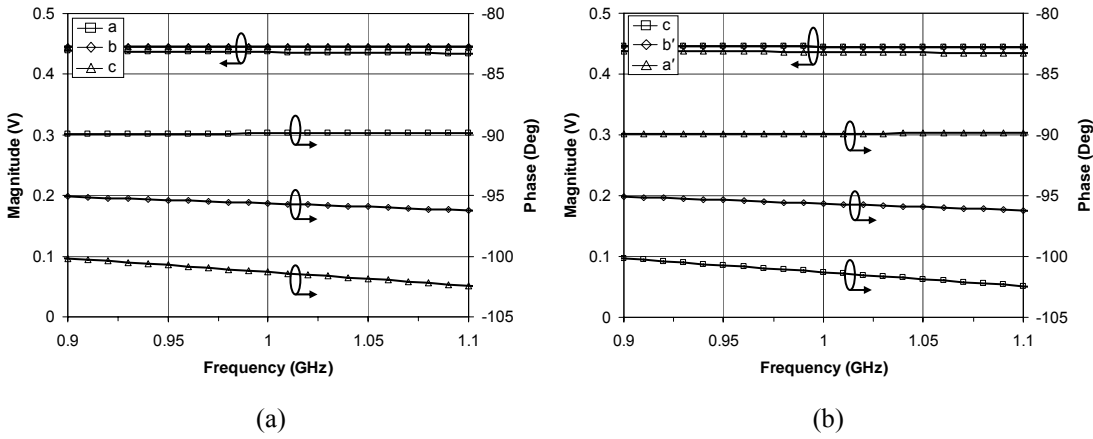 0.5
0.4
0.3
0.2
0.1
0
Magnitude (V)
a
b
c
-80
-85
-90
-95
-100
-105
Phase (Deg)
0.9
0.95
1
1.05
1.1
Frequency (GHz)
(a)
0.5
0.4
0.3
0.2
0.1
0
Magnitude (V)
c
b′
a′
-80
-85
-90
-95
-100
-105
Phase (Deg)
0.9
0.95
1
1.05
1.1
Frequency (GHz)
(b)